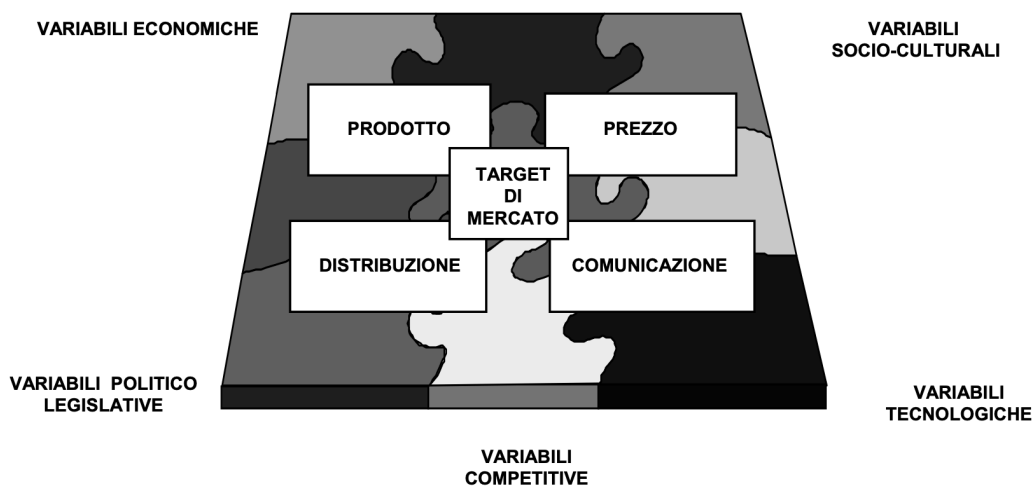 VARIABILI ECONOMICHE
VARIABILI
SOCIO-CULTURALI
PRODOTTO
PREZZO
TARGET
DI
MERCATO
DISTRIBUZIONE
COMUNICAZIONE
VARIABILI POLITICO
LEGISLATIVE
VARIABILI
TECNOLOGICHE
VARIABILI
COMPETITIVE